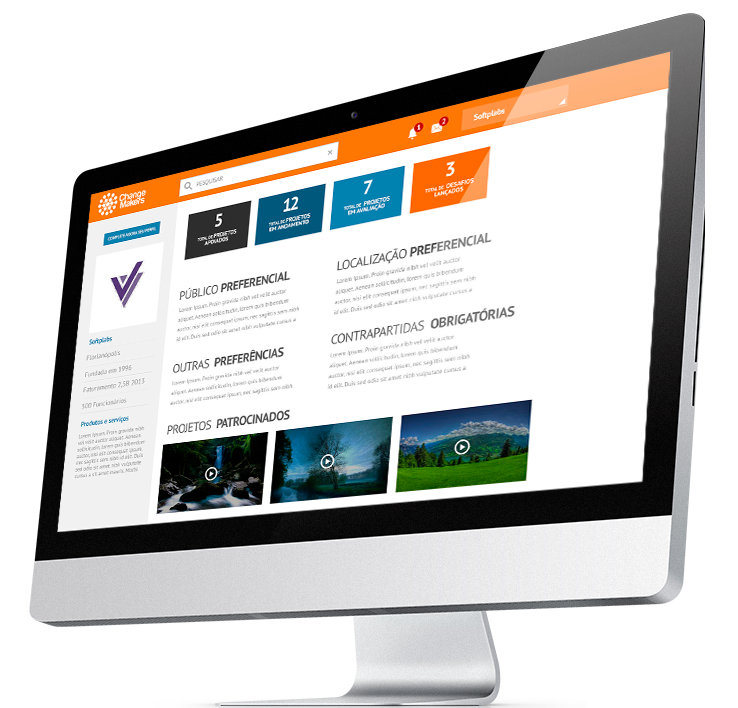 Change
Makers
PESQUISAR
×
1
2
Softplabs
COMPLETE AGORA SEU PERFIL
5
TOTAL DE PROJETOS
APOIADOS
12
TOTAL DE PROJETOS
EM ANDAMENTO
7
TOTAL DE PROJETOS
EM AVALIAÇÃO
3
TOTAL DE DESAFIOS
LANÇADOS
Softplabs
Florianópolis
Fundada em 1996
Faturamento 2,5B 2013
500 Funcionários
Produtos e serviços
Lorem Ipsum. Proin gravida
nibh vel velit auctor
aliquet. Aenean
sollicitudin, lorem quis
bibendum auctor, nisi elit
consequat ipsum, nec
sagittis sem nibh id elit.
Duis sed odio sit amet
PÚBLICO PREFERENCIAL
Lorem Ipsum. Proin gravida nibh vel velit auctor
aliquet. Aenean sollicitudin, lorem quis bibendum
auctor, nisi elit consequat ipsum, nec sagittis sem nibh
id elit. Duis sed odio sit amet nibh vulputate cursus a
LOCALIZAÇÃO PREFERENCIAL
Lorem Ipsum. Proin gravida nibh vel velit auctor
aliquet. Aenean sollicitudin, lorem quis bibendum
auctor, nisi elit consequat ipsum, nec sagittis sem nibh
id elit. Duis sed odio sit amet nibh vulputate cursus a
OUTRAS PREFERÊNCIAS
Lorem Ipsum. Proin gravida nibh vel velit auctor
aliquet. Aenean sollicitudin, lorem quis bibendum
auctor, nisi elit consequat ipsum, nec sagittis sem nibh
CONTRAPARTIDAS OBRIGATÓRIAS
Lorem Ipsum. Proin gravida nibh vel velit auctor
aliquet. Aenean sollicitudin, lorem quis bibendum
auctor, nisi elit consequat ipsum, nec sagittis sem nibh
id elit. Duis sed odio sit amet nibh vulputate cursus a
PROJETOS PATROCINADOS